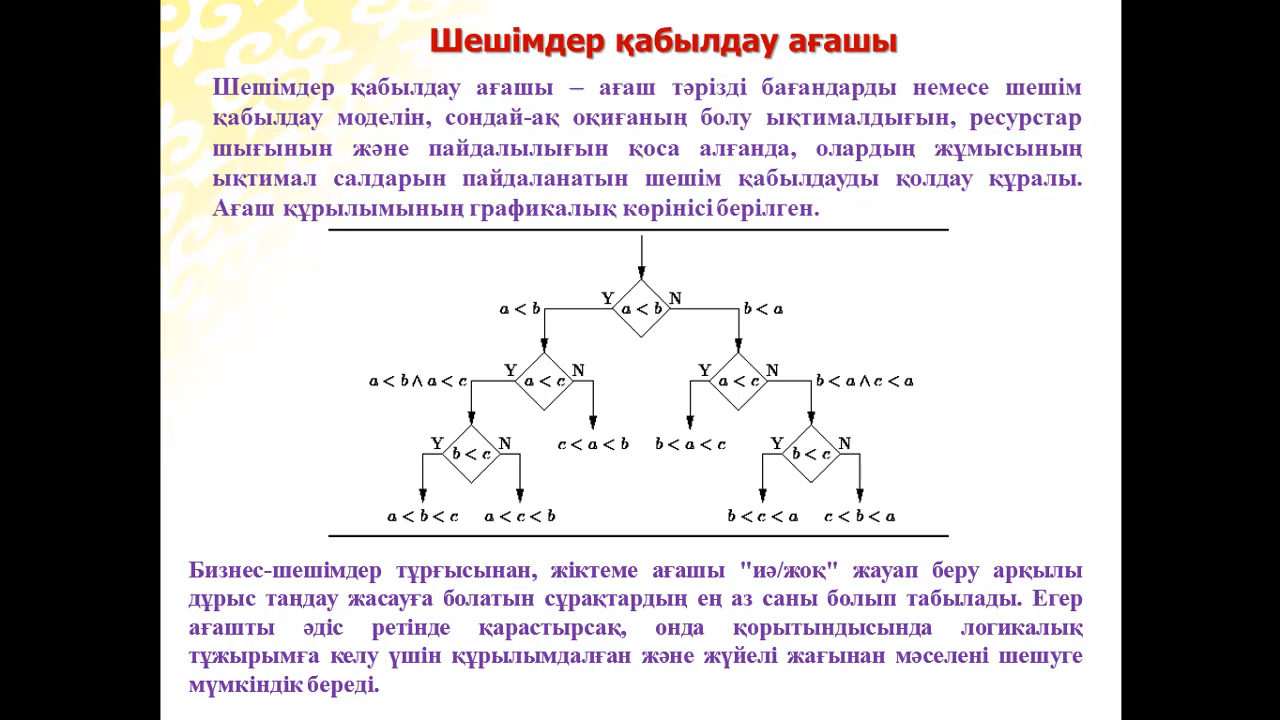 Шешімдер қабылдау ағашы
Шешімдер қабылдау ағашы – ағаш тәрізді бағандарды немесе шешім
қабылдау моделін, сондай-ақ оқиғаның болу ықтималдығын, ресурстар
шығынын және пайдалылығын қоса алғанда, олардың жұмысының
ықтимал салдарын пайдаланатын шешім қабылдауды қолдау құралы.
Ағаш құрылымының графикалық көрінісі берілген.
Y N
a < b a < b b < a
Y N Y N
a < b ∧ a < c a < c a < c b < a ∧ c < a
Y N c < a < b b < a < c Y N
b < c b < c
a < b < c a < c < b b < c < a c < b < a
Бизнес-шешімдер тұрғысынан, жіктеме ағашы "иә/жоқ" жауап беру арқылы
дұрыс таңдау жасауға болатын сұрақтардың ең аз саны болып табылады. Егер
ағашты әдіс ретінде қарастырсақ, онда қорытындысында логикалық
тұжырымға келу үшін құрылымдалған және жүйелі жағынан мәселені шешуге
мүмкіндік береді.